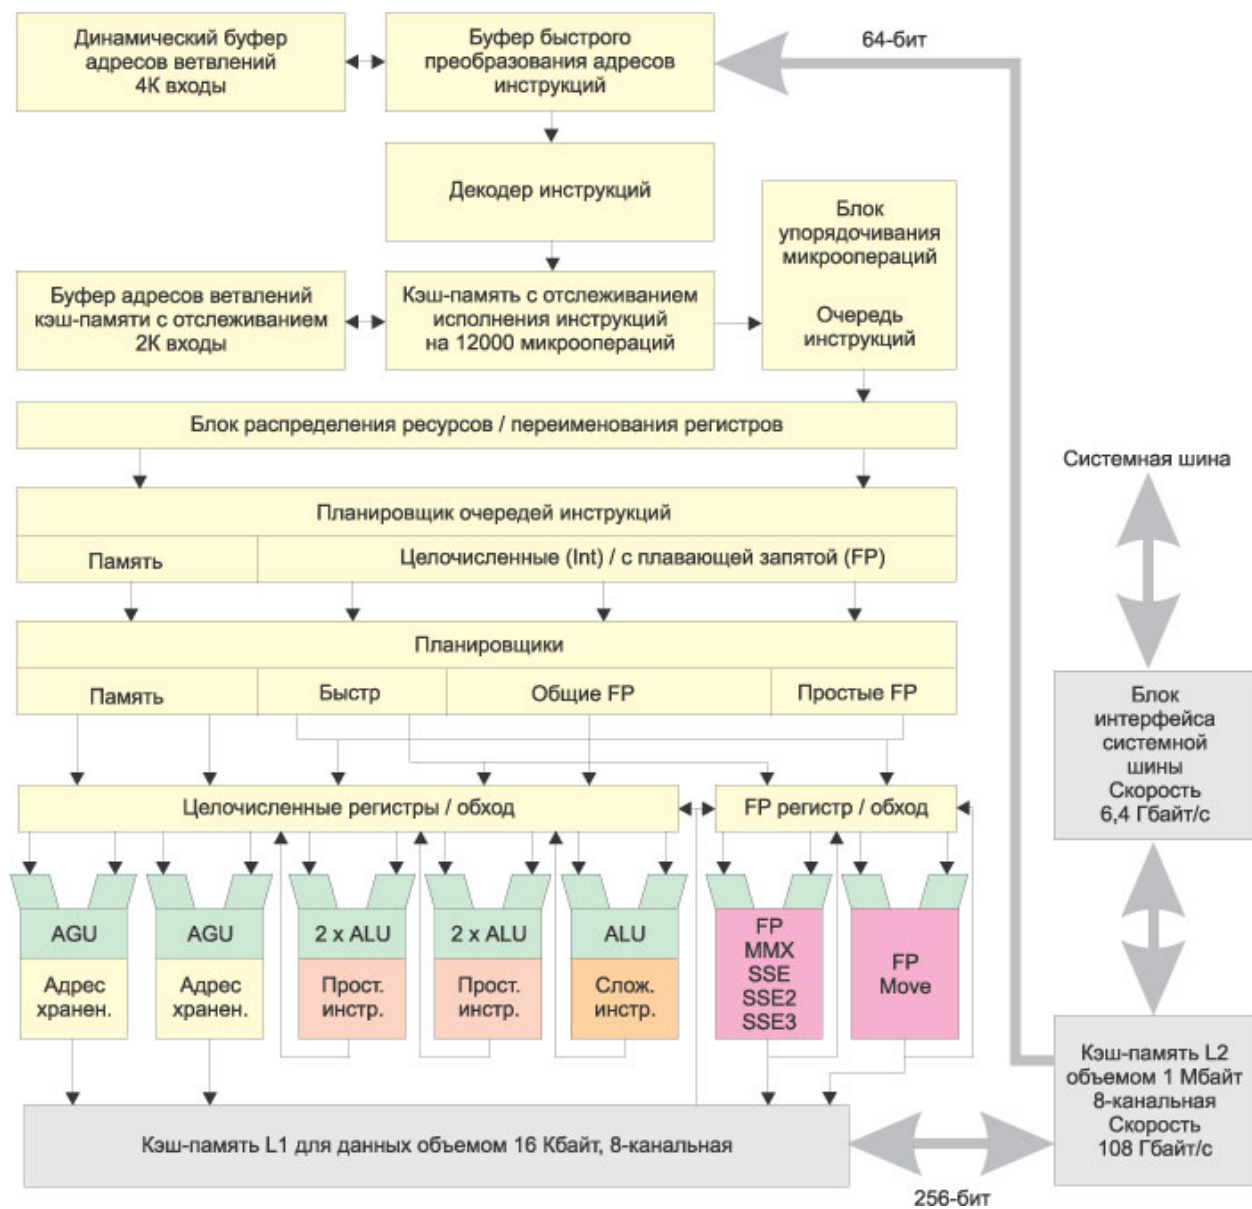 Динамический буфер
адресов ветвлений
4К входы
Буфер быстрого
преобразования адресов
инструкций
64-бит
Декодер инструкций
Блок
упорядочивания
микроопераций
Очередь
инструкций
Буфер адресов ветвлений
кэш-памяти с отслеживанием
2К входы
Кэш-память с отслеживанием
исполнения инструкций
на 12000 микроопераций
Блок распределения ресурсов / переименования регистров
Системная шина
Планировщик очередей инструкций
Память
Целочисленные (Int) / с плавающей запятой (FP)
Планировщики
Память
Быстр
Общие FP
Простые FP
Блок
интерфейса
системной
шины
Скорость
6,4 Гбайт/с
Целочисленные регистры / обход
FP регистр / обход
AGU
Адрес
хранен.
AGU
Адрес
хранен.
2 x ALU
Прост.
инстр.
2 x ALU
Прост.
инстр.
ALU
Слож.
инстр.
FP
MMX
SSE
SSE2
SSE3
FP
Move
Кэш-память L2
объемом 1 Мбайт
8-канальная
Скорость
108 Гбайт/с
Кэш-память L1 для данных объемом 16 Кбайт, 8-канальная
256-бит